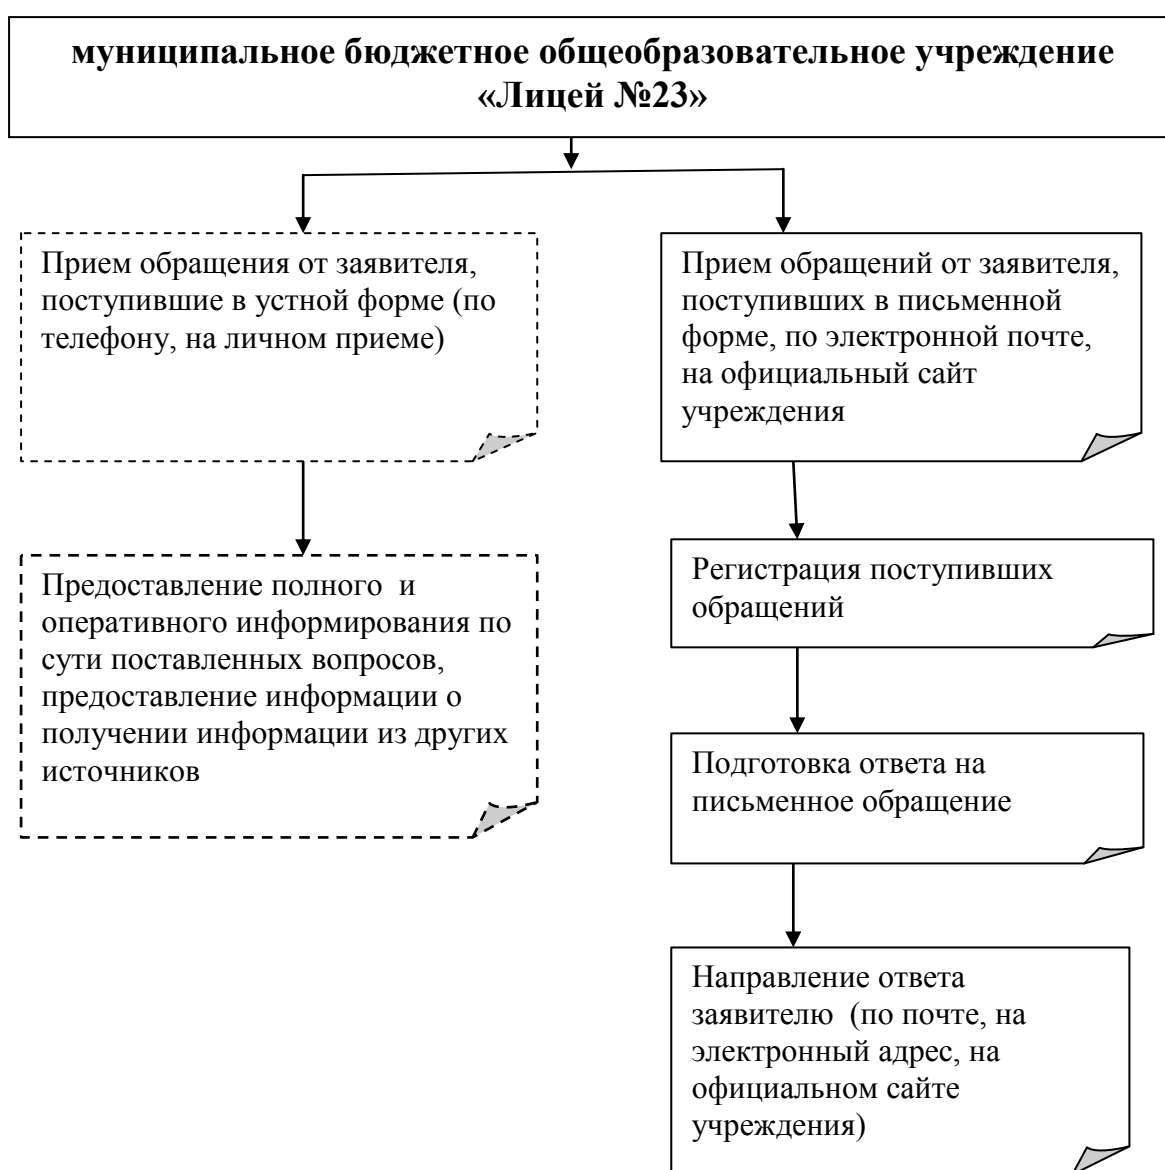 муниципальное бюджетное общеобразовательное учреждение
«Лицей №23»
Прием обращения от заявителя,
поступившие в устной форме (по
телефону, на личном приеме)
Прием обращений от заявителя,
поступивших в письменной
форме, по электронной почте,
на официальный сайт
учреждения
Предоставление полного и
оперативного информирования по
сути поставленных вопросов,
предоставление информации о
получении информации из других
источников
Регистрация поступивших
обращений
Подготовка ответа на
письменное обращение
Направление ответа
заявителю (по почте, на
электронный адрес, на
официальном сайте
учреждения)